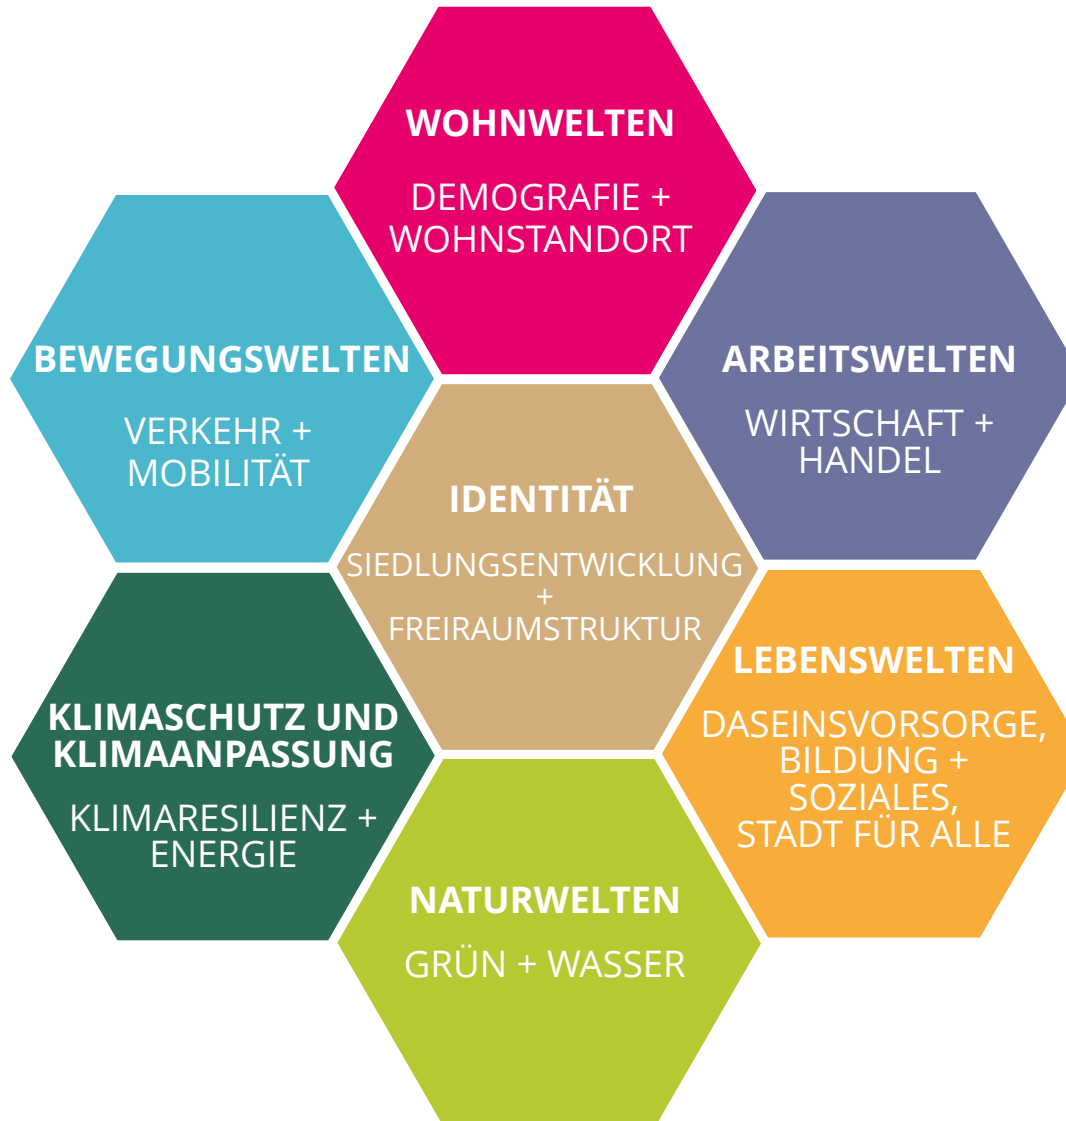 WOHNWELTEN
DEMOGRAFIE +
WOHNSTANDORT
BEWEGUNGSWELTEN
VERKEHR +
MOBILITÄT
ARBEITSWELTEN
WIRTSCHAFT +
HANDEL
IDENTITÄT
SIEDLUNGSENTWICKLUNG
+
FREIRAUMSTRUKTUR
KLIMASCHUTZ UND
KLIMAANPASSUNG
KLIMARESILIENZ +
ENERGIE
LEBENSWELTEN
DASEINSVORSORGE,
BILDUNG +
SOZIALES,
STADT FÜR ALLE
NATURWELTEN
GRÜN + WASSER